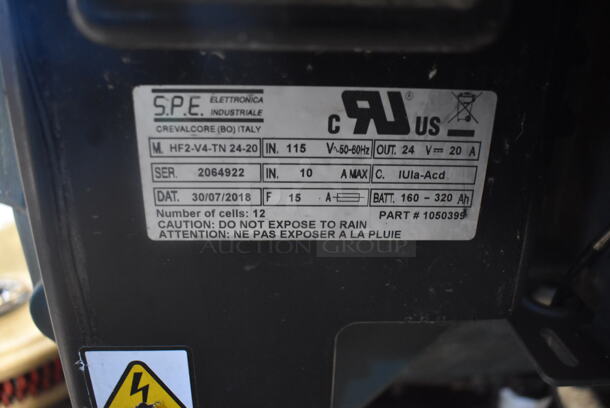 S.P.E. ELETTRONICA INDUSTRIALE
CREVALCORE (BO) ITALY
C RU ® US
M. HF2-V4-TN 24-20 IN. 115 V~50-60Hz OUT. 24 V 20 A
SER. 2064922 IN. 10 A MAX C. IUIa-Acd
DAT. 30/07/2018 F 15 A BATT. 160 - 320 Ah
Number of cells: 12 PART # 1050399
CAUTION: DO NOT EXPOSE TO RAIN
ATTENTION: NE PAS EXPOSER A LA PLUIE
AUCTION GROUP